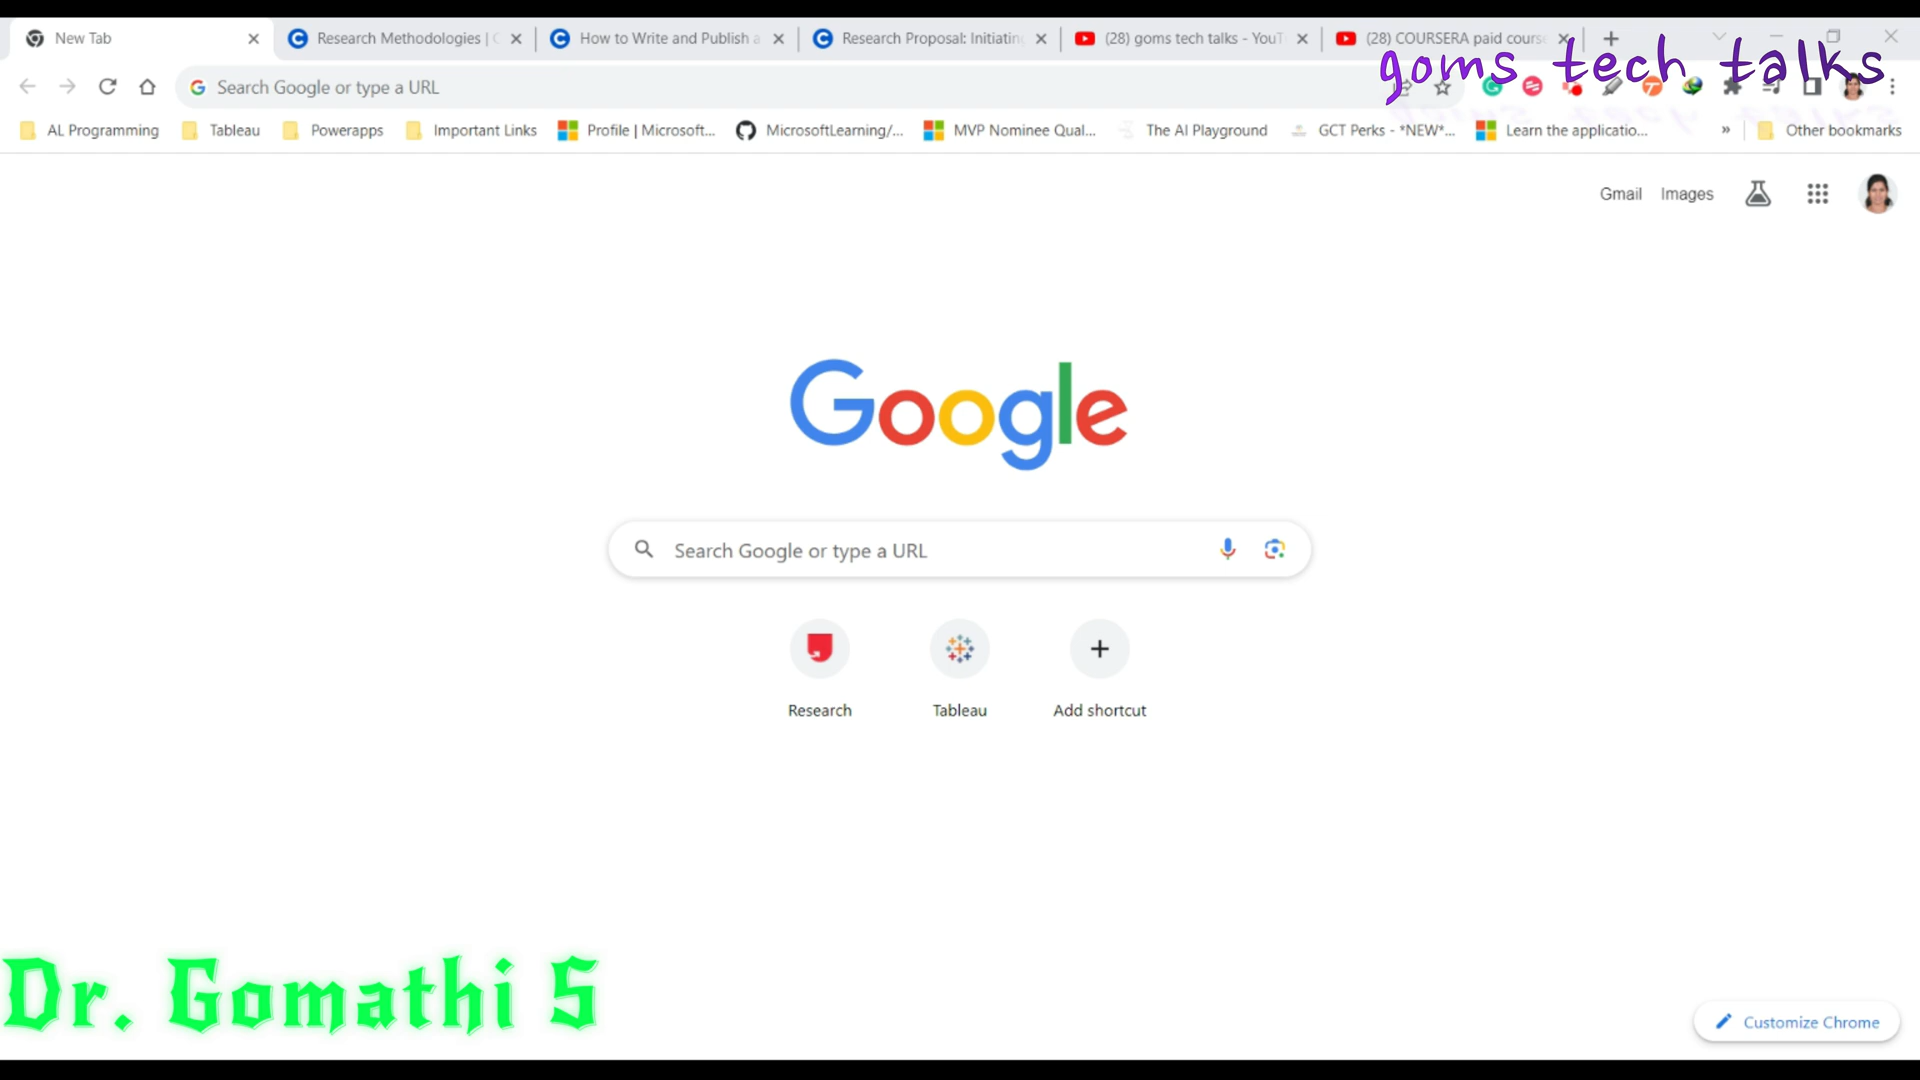 New Tab
Research Methodologies | C
How to Write and Publish a
Research Proposal: Initiating
(28) goms tech talks - YouT
(28) COURSERA paid course
goms tech talks
Search Google or type a URL
AL Programming
Tableau
Powerapps
Important Links
Profile | Microsoft...
MicrosoftLearning/...
MVP Nominee Qual...
The AI Playground
GCT Perks - *NEW*...
Learn the applicatio...
»
Other bookmarks
Gmail
Images
Google
Search Google or type a URL
Research
Tableau
Add shortcut
Dr. Gomathi S
Customize Chrome